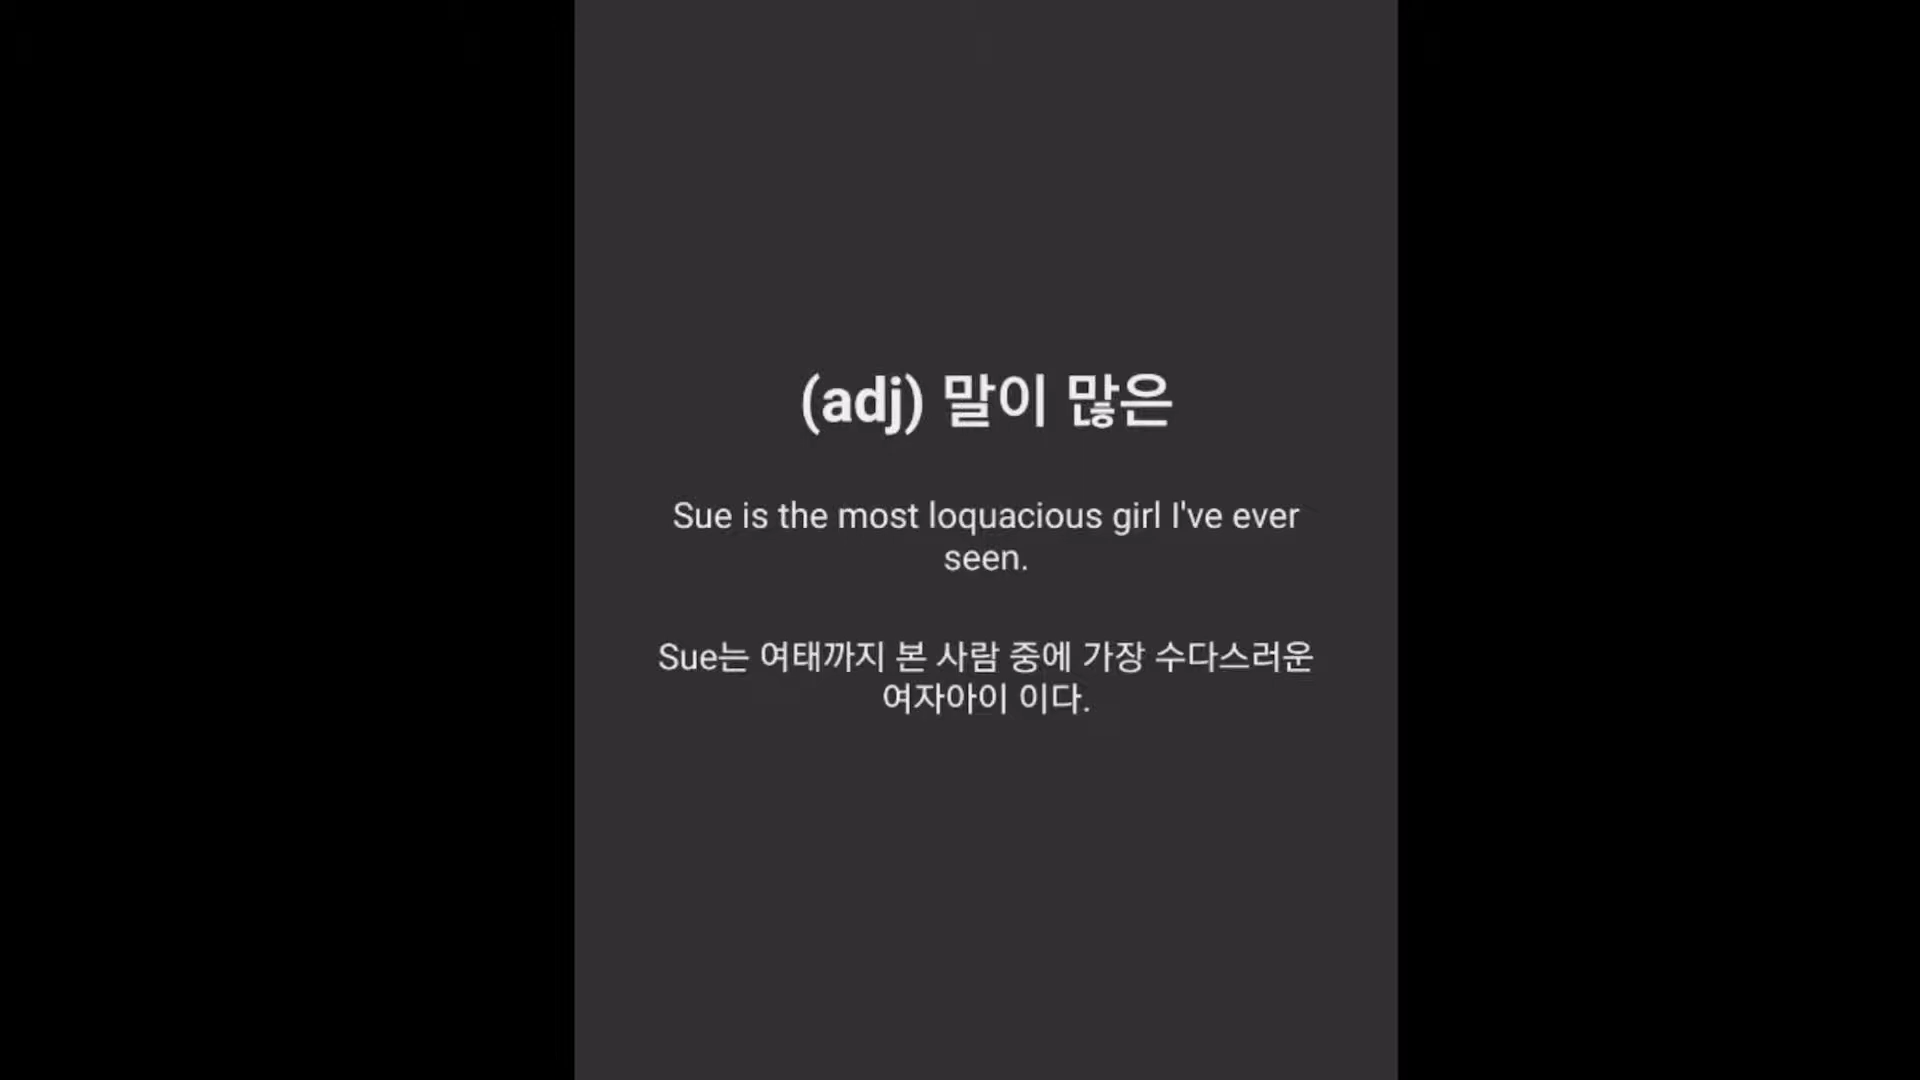 (adj) 말이 많은
Sue is the most loquacious girl I've ever
seen.
Sue는 여태까지 본 사람 중에 가장 수다스러운
여자아이 이다.